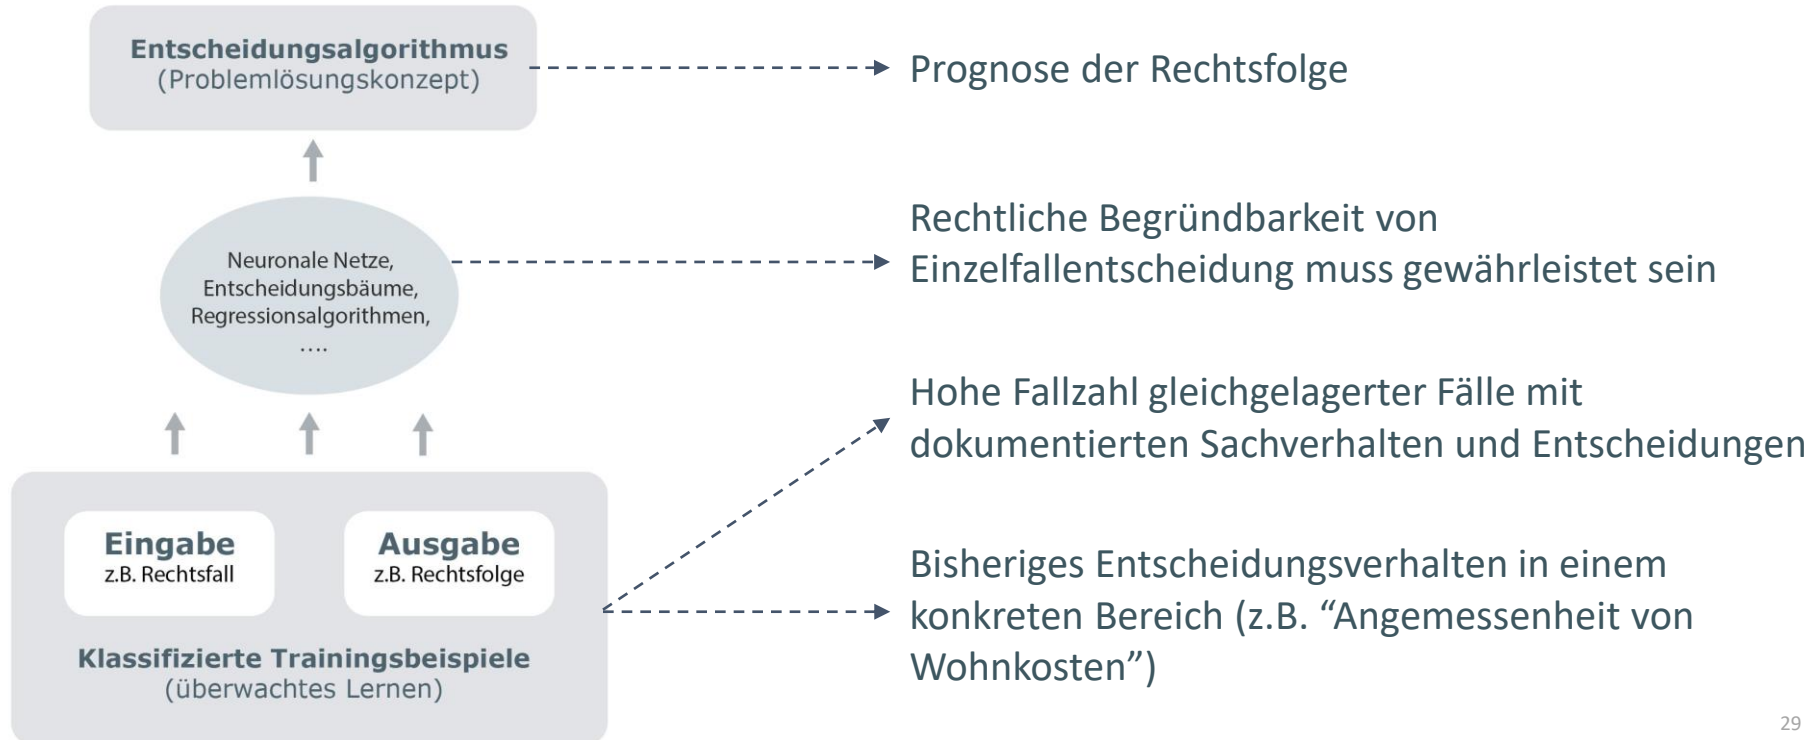 Entscheidungsalgorithmus
(Problemlösungskonzept)
Prognose der Rechtsfolge
Neuronale Netze,
Entscheidungsbäume,
Regressionsalgorithmen,
....
Rechtliche Begründbarkeit von
Einzelfallentscheidung muss gewährleistet sein
Hohe Fallzahl gleichgelagerter Fälle mit
dokumentierten Sachverhalten und Entscheidungen
Eingabe
z.B. Rechtsfall
Ausgabe
z.B. Rechtsfolge
Klassifizierte Trainingsbeispiele
(überwachtes Lernen)
Bisheriges Entscheidungsverhalten in einem
konkreten Bereich (z.B. “Angemessenheit von
Wohnkosten”)
29